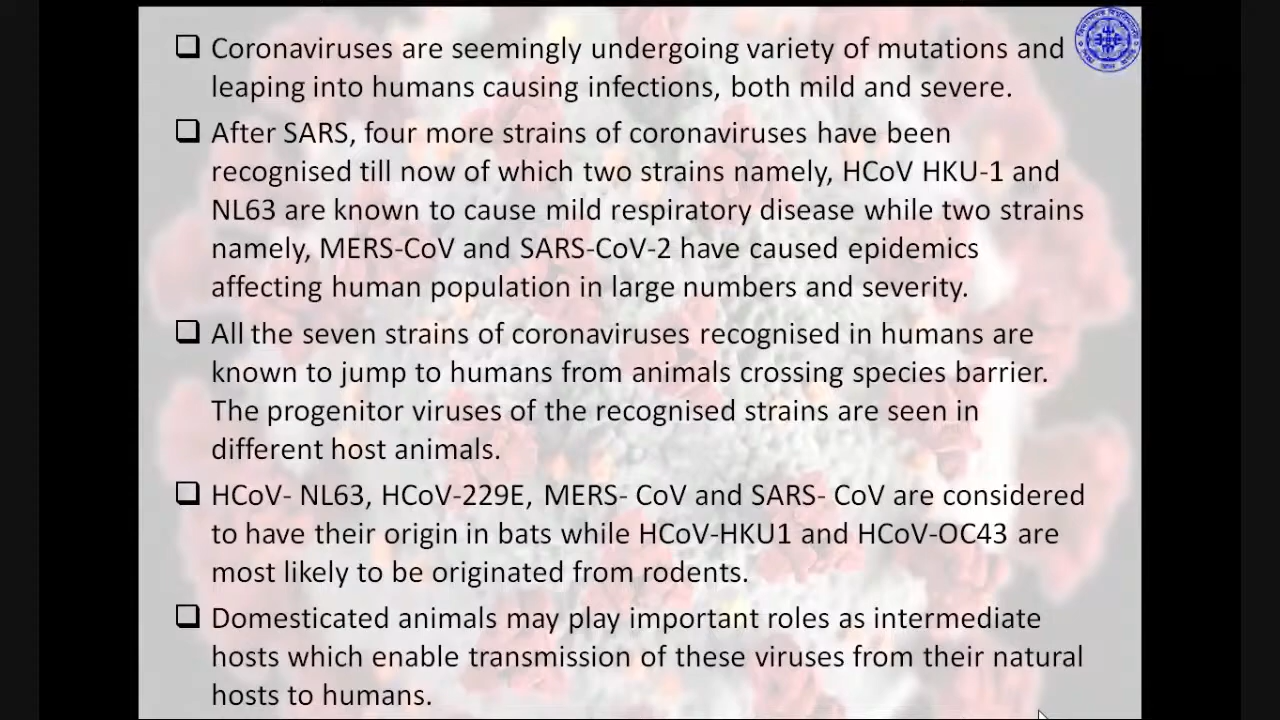 ❑ Coronaviruses are seemingly undergoing variety of mutations and
leaping into humans causing infections, both mild and severe.
❑ After SARS, four more strains of coronaviruses have been
recognised till now of which two strains namely, HCoV HKU-1 and
NL63 are known to cause mild respiratory disease while two strains
namely, MERS-CoV and SARS-CoV-2 have caused epidemics
affecting human population in large numbers and severity.
❑ All the seven strains of coronaviruses recognised in humans are
known to jump to humans from animals crossing species barrier.
The progenitor viruses of the recognised strains are seen in
different host animals.
❑ HCoV- NL63, HCoV-229E, MERS- CoV and SARS- CoV are considered
to have their origin in bats while HCoV-HKU1 and HCoV-OC43 are
most likely to be originated from rodents.
❑ Domesticated animals may play important roles as intermediate
hosts which enable transmission of these viruses from their natural
hosts to humans.